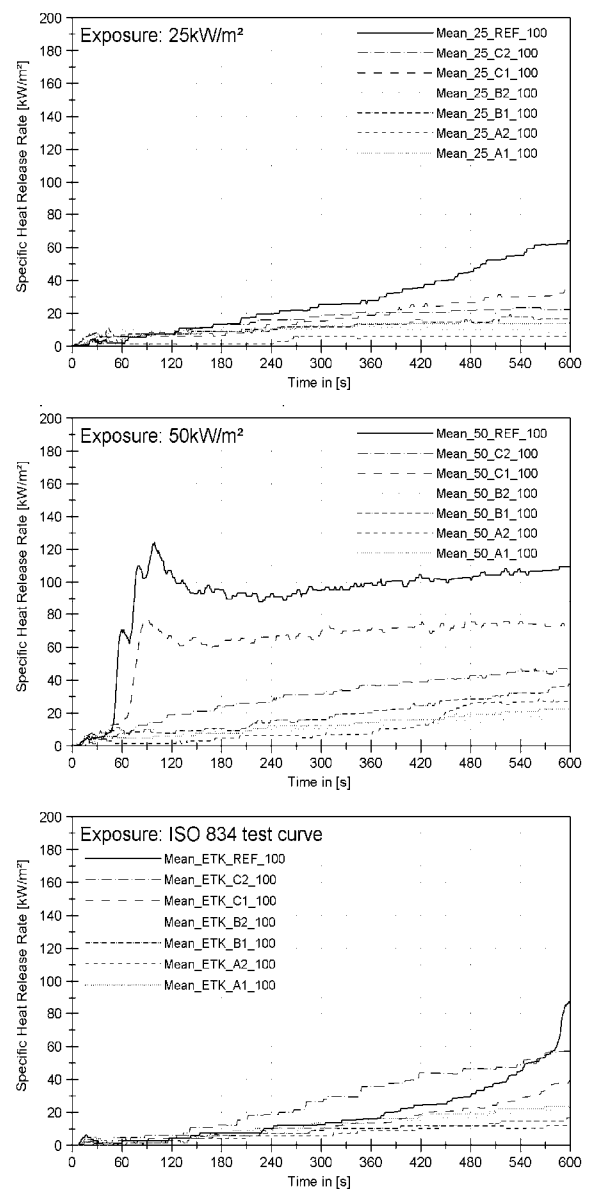 Exposure: 25kW/m²
Mean_25_REF_100
Mean_25_C2_100
Mean_25_C1_100
Mean_25_B2_100
Mean_25_B1_100
Mean_25_A2_100
Mean_25_A1_100
Specific Heat Release Rate [kW/m²]
200
180
160
140
120
100
80
60
40
20
0
0 60 120 180 240 300 360 420 480 540 600
Time in [s]
Exposure: 50kW/m²
Mean_50_REF_100
Mean_50_C2_100
Mean_50_C1_100
Mean_50_B2_100
Mean_50_B1_100
Mean_50_A2_100
Mean_50_A1_100
Specific Heat Release Rate [kW/m²]
200
180
160
140
120
100
80
60
40
20
0
0 60 120 180 240 300 360 420 480 540 600
Time in [s]
Exposure: ISO 834 test curve
Mean_ETK_REF_100
Mean_ETK_C2_100
Mean_ETK_C1_100
Mean_ETK_B2_100
Mean_ETK_B1_100
Mean_ETK_A2_100
Mean_ETK_A1_100
Specific Heat Release Rate [kW/m²]
200
180
160
140
120
100
80
60
40
20
0
0 60 120 180 240 300 360 420 480 540 600
Time in [s]